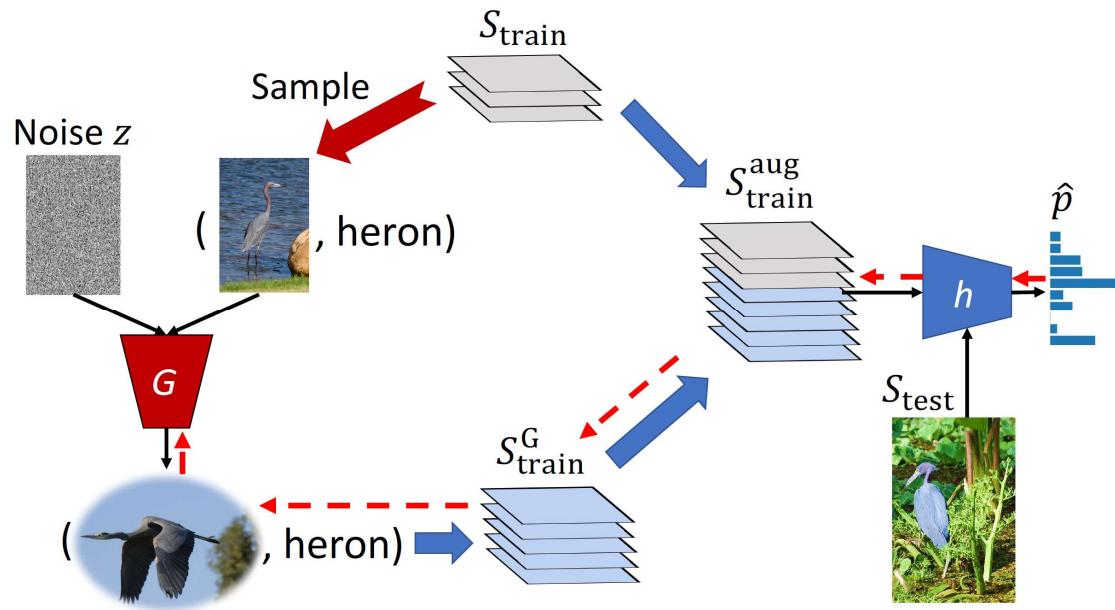 S_train
Sample
Noise z
( , heron)
S_train^aug
p̂
h
G
S_test
S_train^G
( , heron)